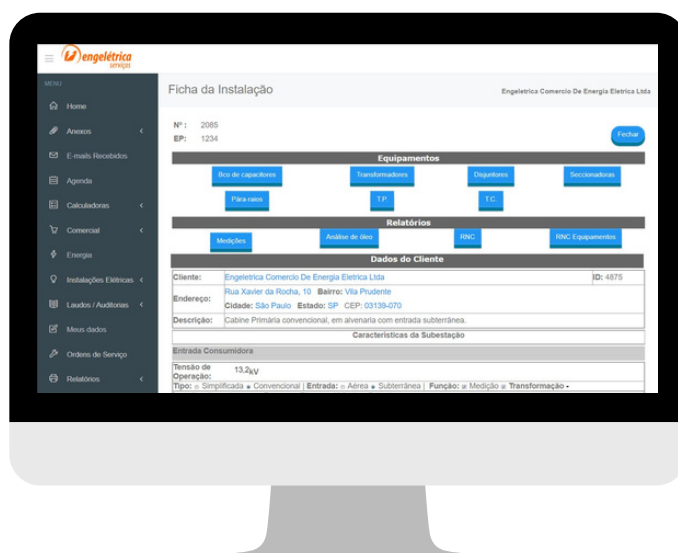 engelétrica
serviços
MENU
Home
Anexos
E-mails Recebidos
Agenda
Calculadoras
Comercial
Energia
Instalações Elétricas
Laudos / Auditorias
Meus dados
Ordens de Serviço
Relatórios
Ficha da Instalação
Engeletrica Comercio De Energia Eletrica Ltda
Nº : 2085
EP: 1234
Fechar
Equipamentos
Bco de capacitores Transformadores Disjuntores Seccionadoras
Pára-raios T.P. T.C.
Relatórios
Medições Análise de óleo RNC RNC Equipamentos
Dados do Cliente
Cliente: Engeletrica Comercio De Energia Eletrica Ltda ID: 4875
Endereço: Rua Xavier da Rocha, 10 Bairro: Vila Prudente
Cidade: São Paulo Estado: SP CEP: 03139-070
Descrição: Cabine Primária convencional, em alvenaria com entrada subterrânea.
Características da Subestação
Entrada Consumidora
Tensão de Operação: 13,2kV
Tipo: Simplificada Convencional | Entrada: Aérea Subterrânea | Função: Medição Transformação